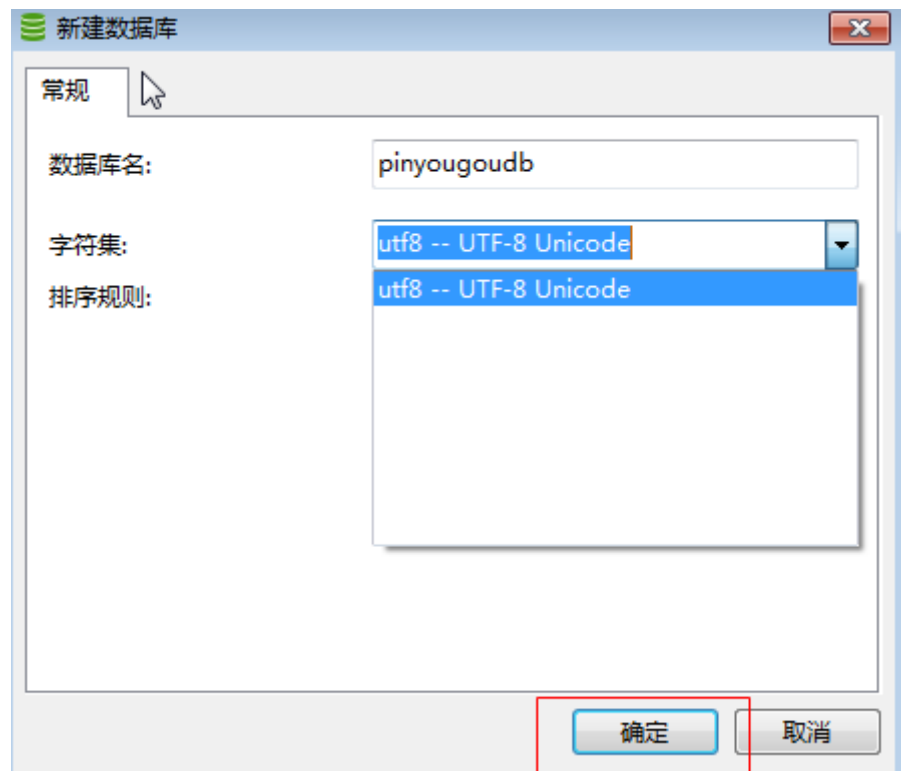 新建数据库
常规
数据库名: pinyougoudb
字符集: utf8 -- UTF-8 Unicode
utf8 -- UTF-8 Unicode
排序规则:
确定 取消